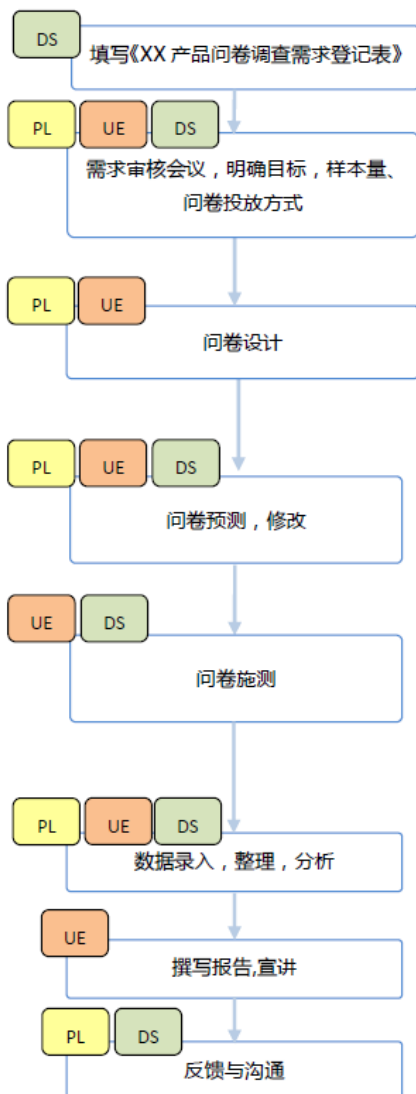 DS
填写《XX 产品问卷调查需求登记表》
PL UE DS
需求审核会议，明确目标，样本量、
问卷投放方式
PL UE
问卷设计
PL UE DS
问卷预测，修改
UE DS
问卷施测
PL UE DS
数据录入，整理，分析
UE
撰写报告,宣讲
PL DS
反馈与沟通